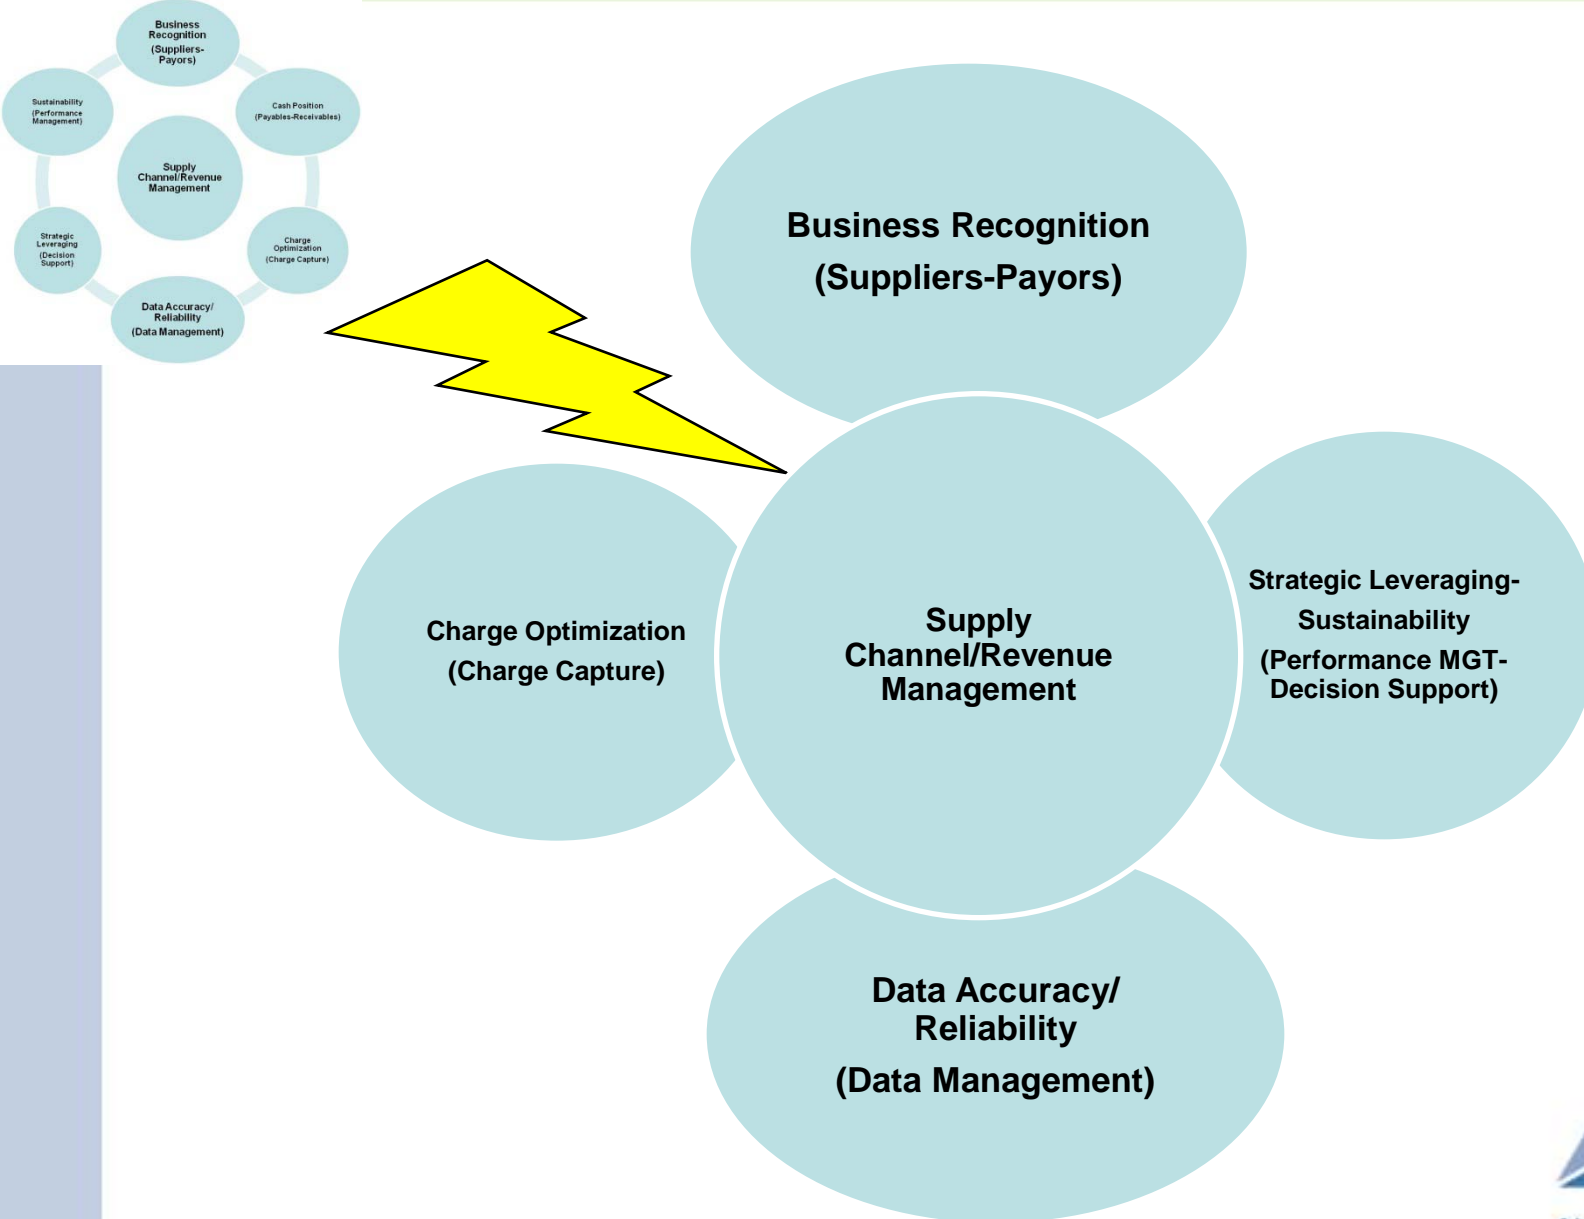 Business
Recognition
(Suppliers-
Payors)
Sustainability
(Performance
Management)
Cash Position
(Payables-Receivables)
Supply
Channel/Revenue
Management
Strategic
Leveraging
(Decision
Support)
Charge
Optimization
(Charge Capture)
Data Accuracy/
Reliability
(Data Management)
Business Recognition
(Suppliers-Payors)
Charge Optimization
(Charge Capture)
Supply
Channel/Revenue
Management
Strategic Leveraging-
Sustainability
(Performance MGT-
Decision Support)
Data Accuracy/
Reliability
(Data Management)